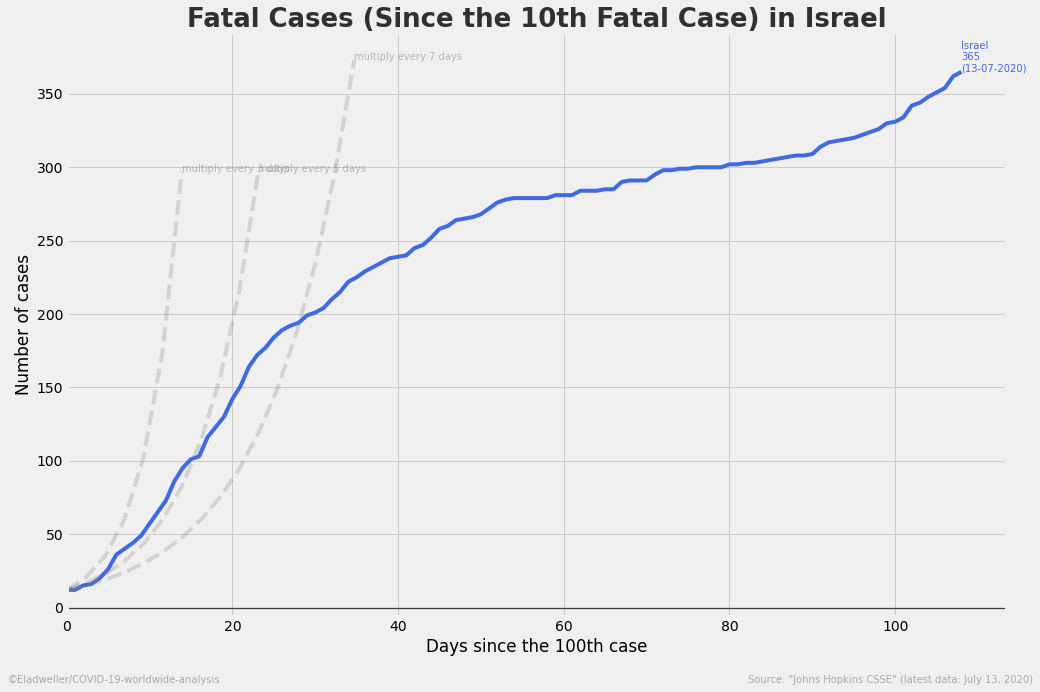 Fatal Cases (Since the 10th Fatal Case) in Israel
Israel
365
(13-07-2020)
multiply every 7 days
multiply every 3 days
multiply every 5 days
350
300
250
200
150
100
50
0
Number of cases
0 20 40 60 80 100
Days since the 100th case
©Eladweller/COVID-19-worldwide-analysis
Source: "Johns Hopkins CSSE" (latest data: July 13, 2020)